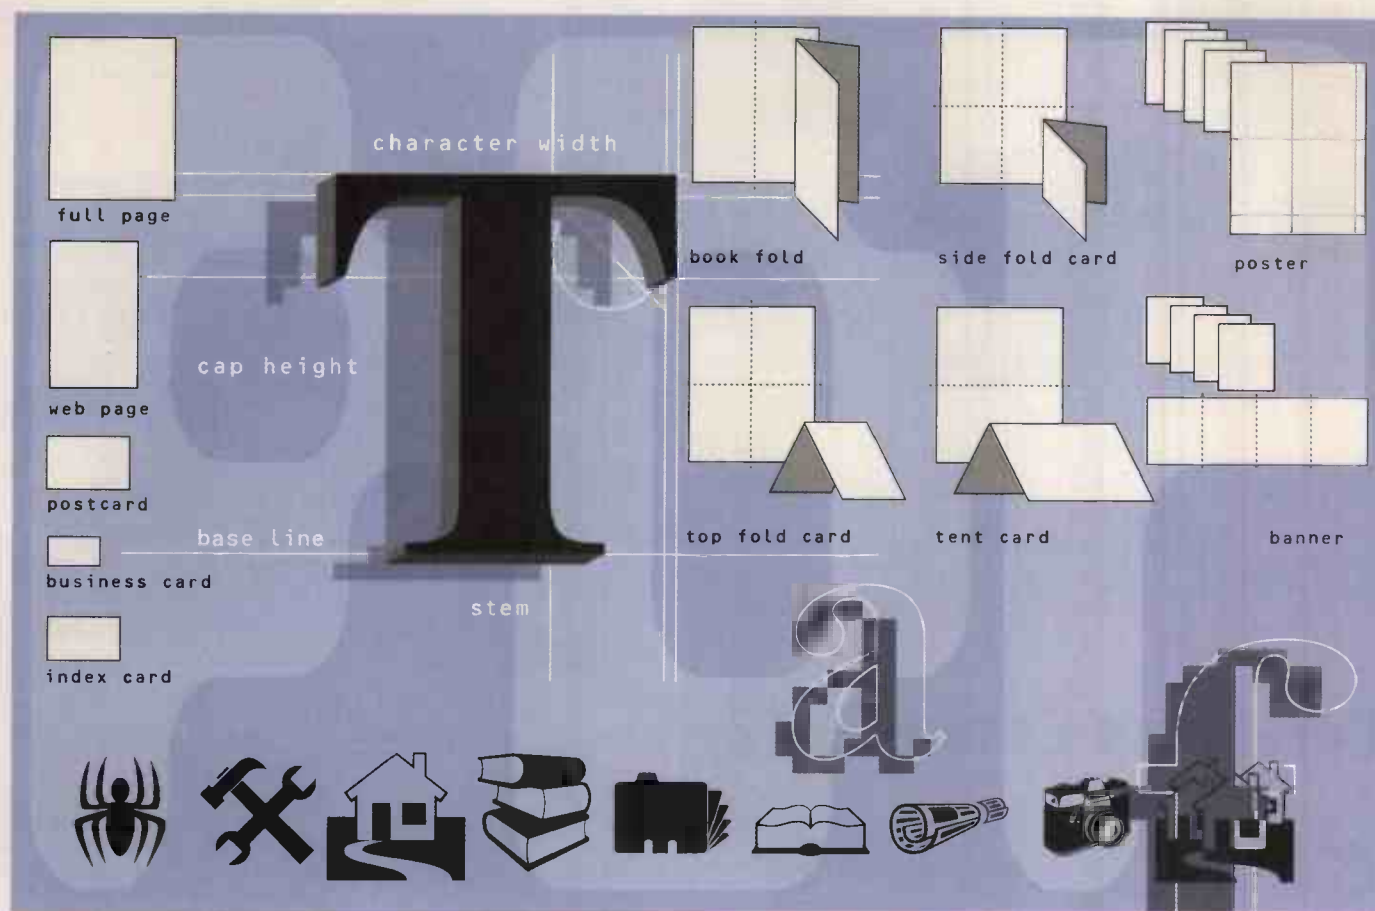 full page
web page
postcard
business card
index card
character width
T
cap height
base line
stem
book fold
side fold card
poster
top fold card
tent card
banner
a
r